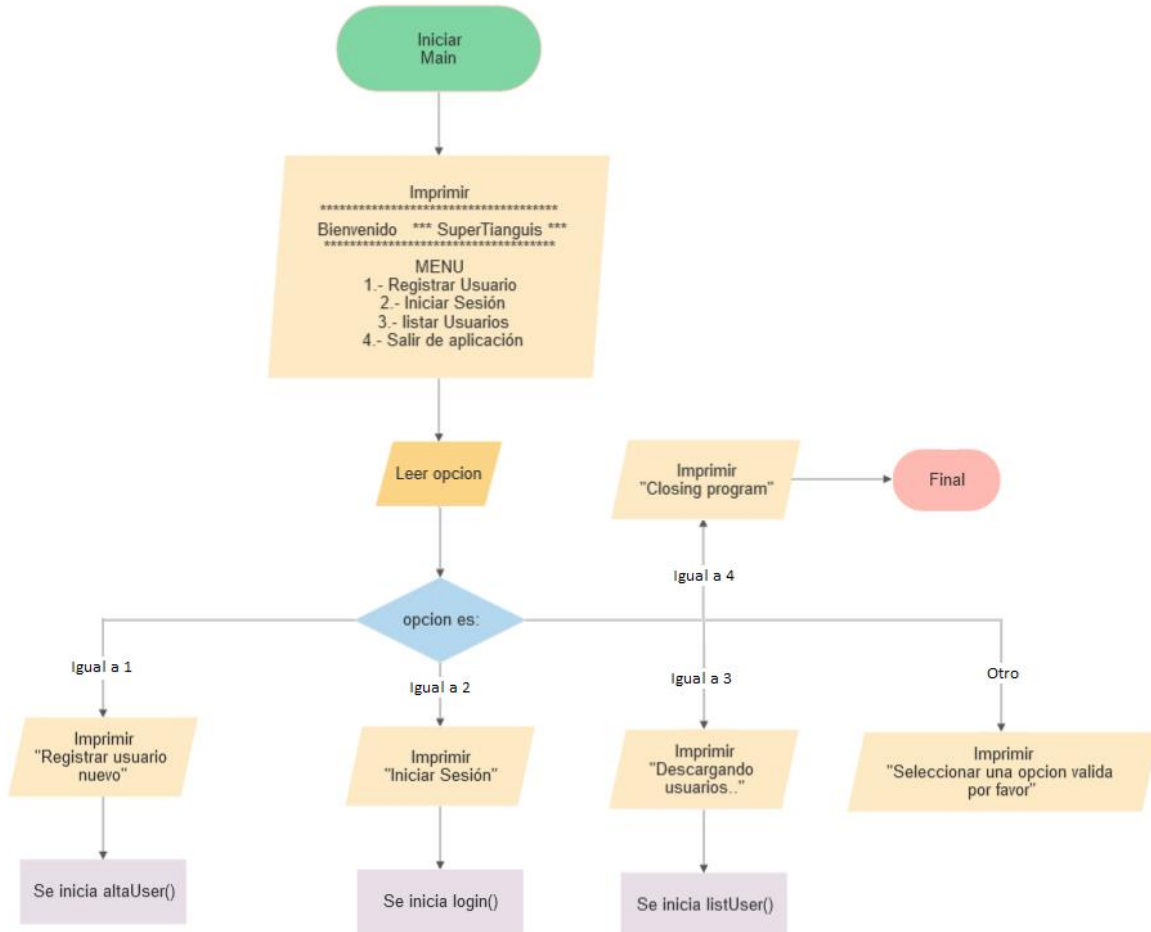 Iniciar
Main
Imprimir
*************************************
Bienvenido *** SuperTianguis ***
************************************
MENU
1.- Registrar Usuario
2.- Iniciar Sesión
3.- listar Usuarios
4.- Salir de aplicación
Leer opcion
Imprimir
"Closing program"
Final
Igual a 4
opcion es:
Igual a 1
Igual a 2
Igual a 3
Otro
Imprimir
"Registrar usuario
nuevo"
Imprimir
"Iniciar Sesión"
Imprimir
"Descargando
usuarios.."
Imprimir
"Seleccionar una opcion valida
por favor"
Se inicia altaUser()
Se inicia login()
Se inicia listUser()